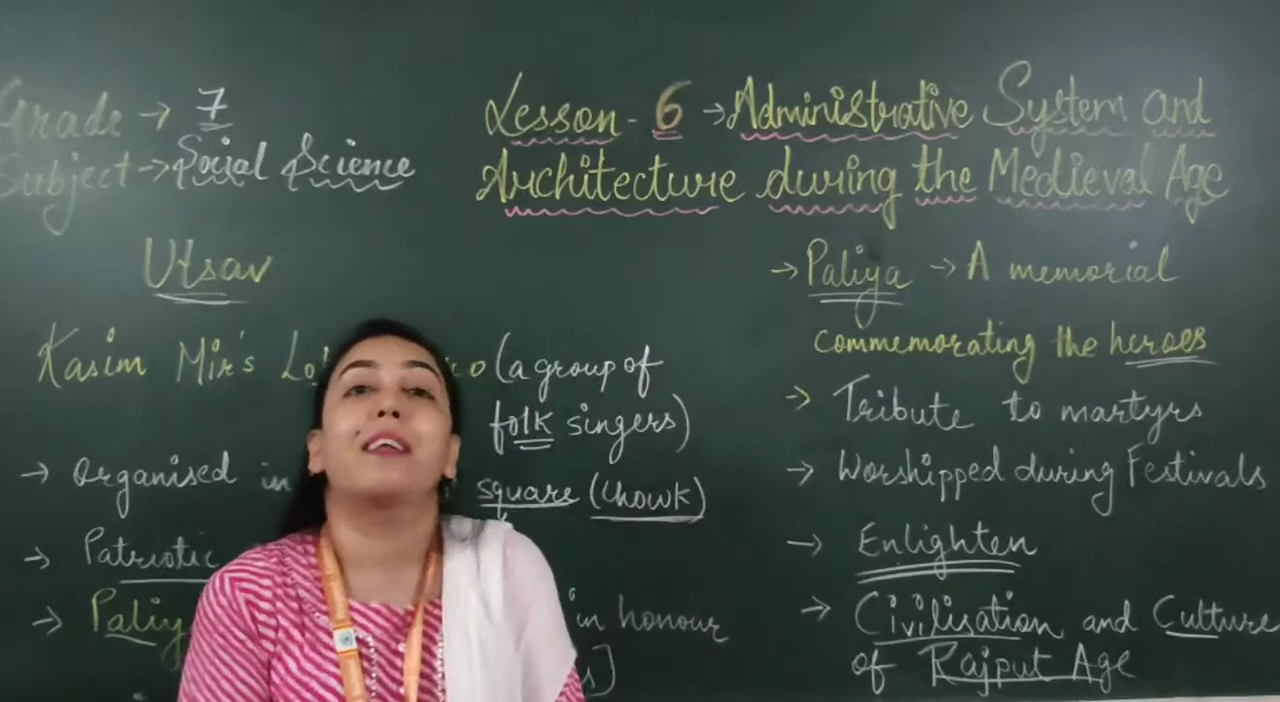 Grade → 7
Subject → Social Science
Lesson - 6 → Administrative System and
Architecture during the Medieval Age
Utsav
Kasim Mir's (a group of
folk singers)
→ Organised in square (Chowk)
→ Patriotic
→ in honour
→ Paliya → A memorial
commemorating the heroes
→ Tribute to martyrs
→ Worshipped during Festivals
→ Enlighten
→ Civilisation and Culture
of Rajput Age